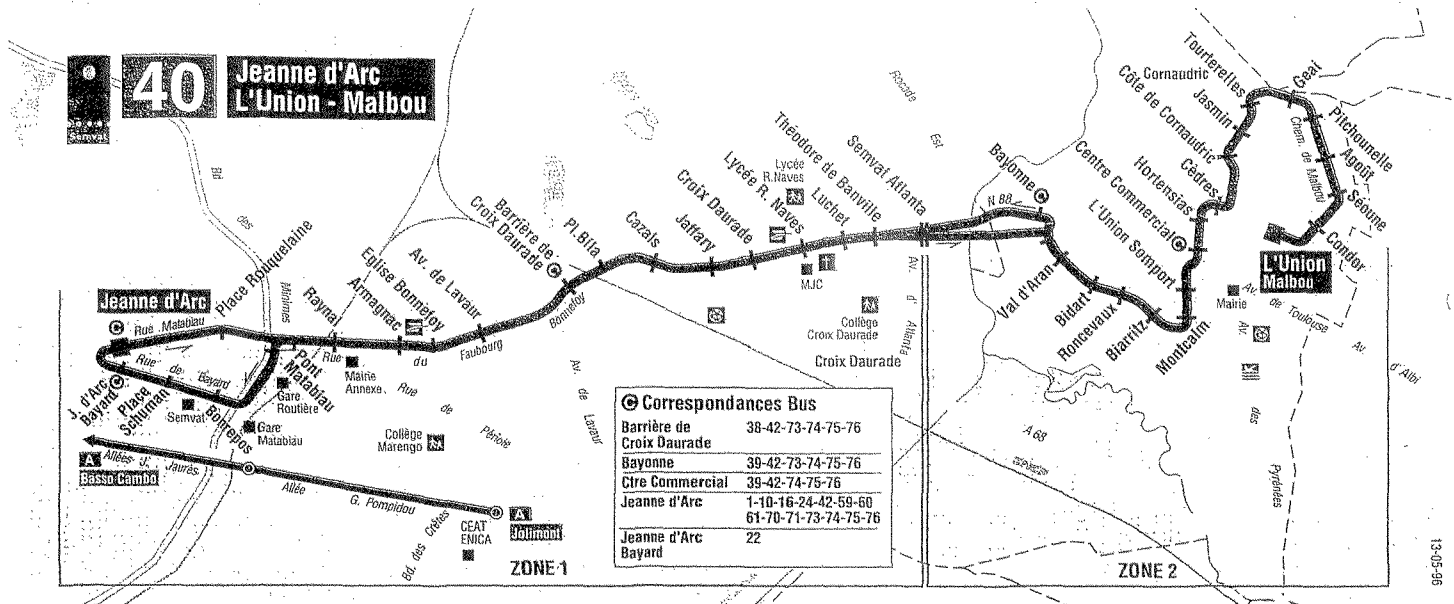 40
Jeanne d'Arc
L'Union - Malbou
Semvat
Bd
des
Minimes
Rocade
Est
Jeanne d'Arc
Rue Matabiau
Rue de Bayard
J. d'Arc
Bayard
Place
Schuman
Semvat
Bonrepos
Place Rouquelaine
Pont
Matabiau
Gare
Routière
Gare
Matabiau
Raynal
Rue
Mairie
Annexe
Armagnac
Eglise Bonnefoy
du
Av. de Lavaur
Faubourg
Bonnefoy
Barrière de
Croix Daurade
Pl. Bila
Cazals
Jaffary
Croix Daurade
Lycée R. Naves
Lycée
R. Naves
Luchet
Théodore de Banville
Semvat Atlanta
MJC
Collège
Croix Daurade
Croix Daurade
Av. d' Atlanta
Av. de Lavaur
Rue de Périole
Collège
Marengo
A
Basso Cambo
Allées J. Jaurès
Allée G. Pompidou
A
Jolimont
CEAT
ENICA
Bd. des Crêtes
ZONE 1
Bayonne
N 88
Val d'Aran
Bidart
Roncevaux
Biarritz
Montcalm
L'Union Somport
Centre Commercial
Hortensias
Cèdres
Côte de Cornaudric
Jasmin
Cornaudric
Tourterelles
Geai
Chem. de Malbou
Pitchounelle
Agoût
Séoune
Condor
L'Union
Malbou
Mairie
Av. de Toulouse
Av. d'Albi
Av. des Pyrénées
A 68
ZONE 2
C Correspondances Bus
Barrière de 38-42-73-74-75-76
Croix Daurade
Bayonne 39-42-73-74-75-76
Ctre Commercial 39-42-74-75-76
Jeanne d'Arc 1-10-16-24-42-59-60
61-70-71-73-74-75-76
Jeanne d'Arc 22
Bayard
13-05-96